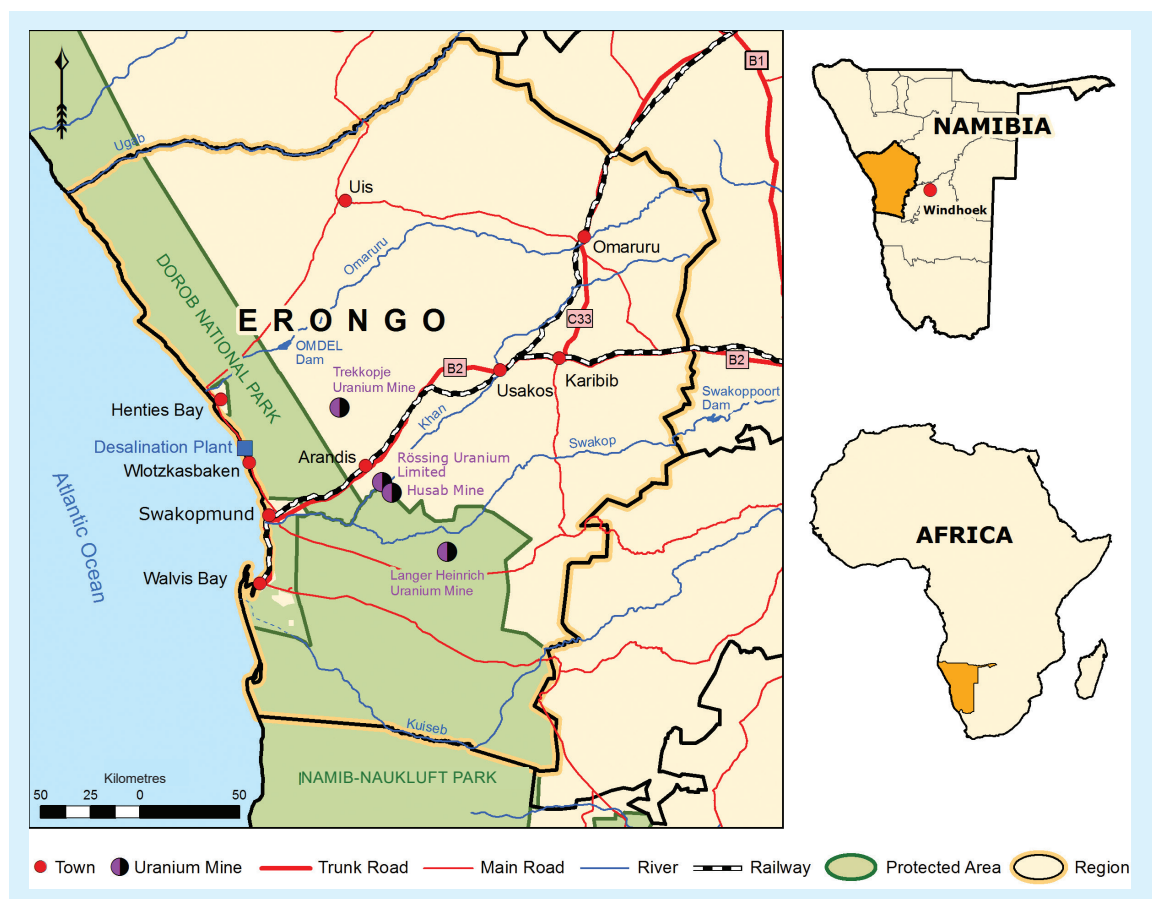 B1
Ugab
Uis
Omaruru
Omaruru
DOROB NATIONAL PARK
ERONGO
C33
OMDEL
Dam
B2
B2
Trekkopje
Uranium Mine
Usakos
Karibib
Henties Bay
Khan
Swakoppoort
Dam
Desalination Plant
Wlotzkasbaken
Arandis
Swakop
Rössing Uranium
Limited
Husab Mine
Swakopmund
Atlantic Ocean
Walvis Bay
Langer Heinrich
Uranium Mine
Kuiseb
NAMIB-NAUKLUFT PARK
Kilometres
50 25 0 50
NAMIBIA
Windhoek
AFRICA
Town
Uranium Mine
Trunk Road
Main Road
River
Railway
Protected Area
Region